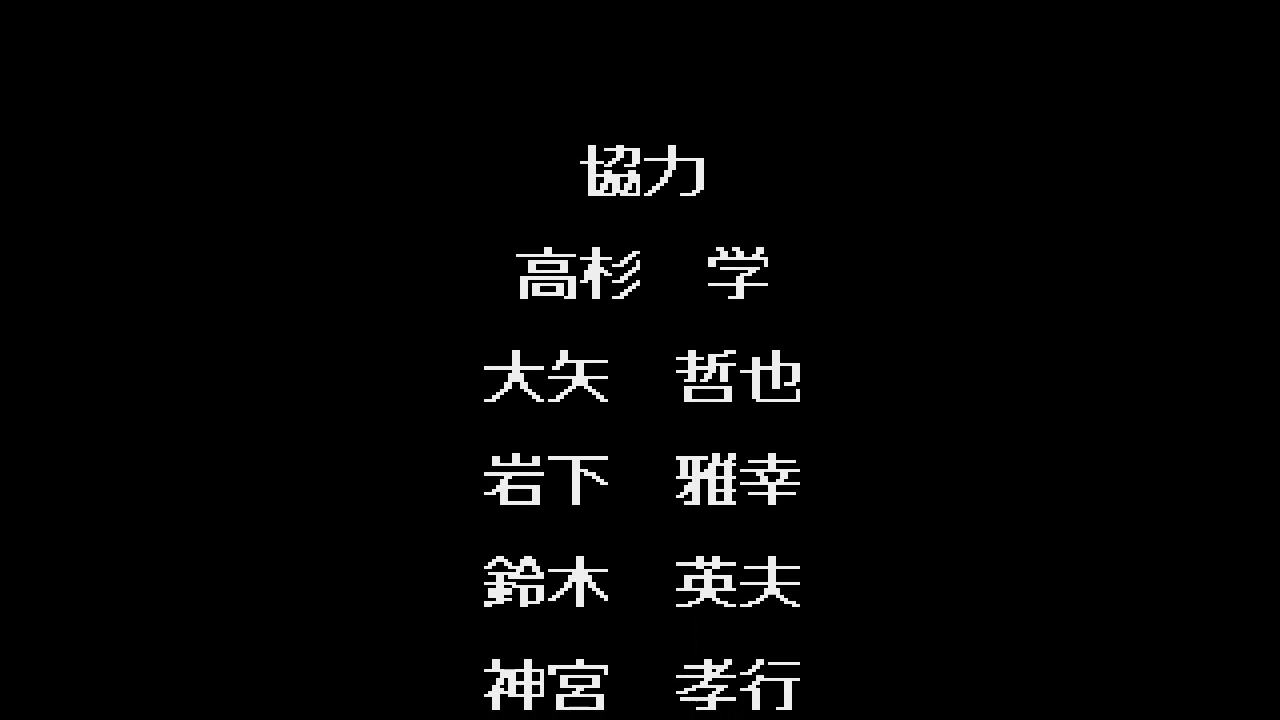 協力
高杉　学
大矢　哲也
岩下　雅幸
鈴木　英夫
神宮　孝行